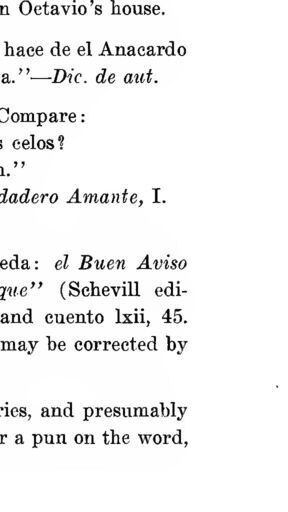 n Octavio's house.
hace de el Anacardo
a."—Dic. de aut.
Compare:
s celos?
."
dadero Amante, I.
eda: el Buen Aviso
que" (Schevill edi-
and cuento lxii, 45.
may be corrected by
ries, and presumably
r a pun on the word,